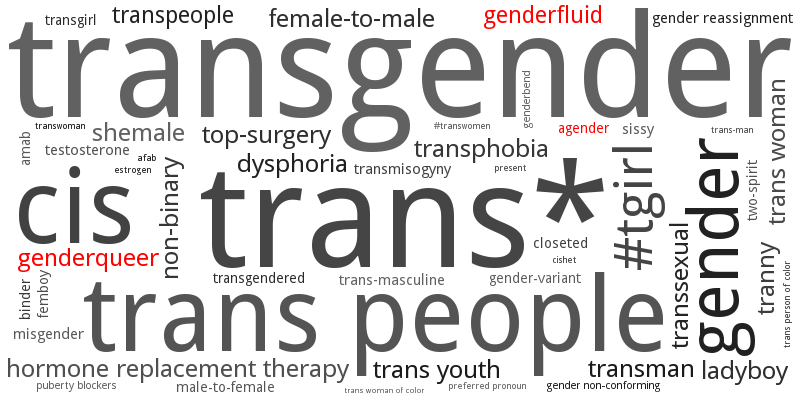 transgirl
transpeople
female-to-male
genderfluid
gender reassignment
transgender
genderbend
transwoman
shemale
top-surgery
#transwomen
agender
sissy
trans-man
trans woman
amab
testosterone
afab
estrogen
dysphoria
transphobia
transmisogyny
present
#tgirl
gender
two-spirit
cis
non-binary
trans*
closeted
cishet
genderqueer
transgendered
trans-masculine
gender-variant
transsexual
tranny
trans person of color
binder
femboy
misgender
trans people
hormone replacement therapy
trans youth
transman
ladyboy
puberty blockers
male-to-female
trans woman of color
preferred pronoun
gender non-conforming